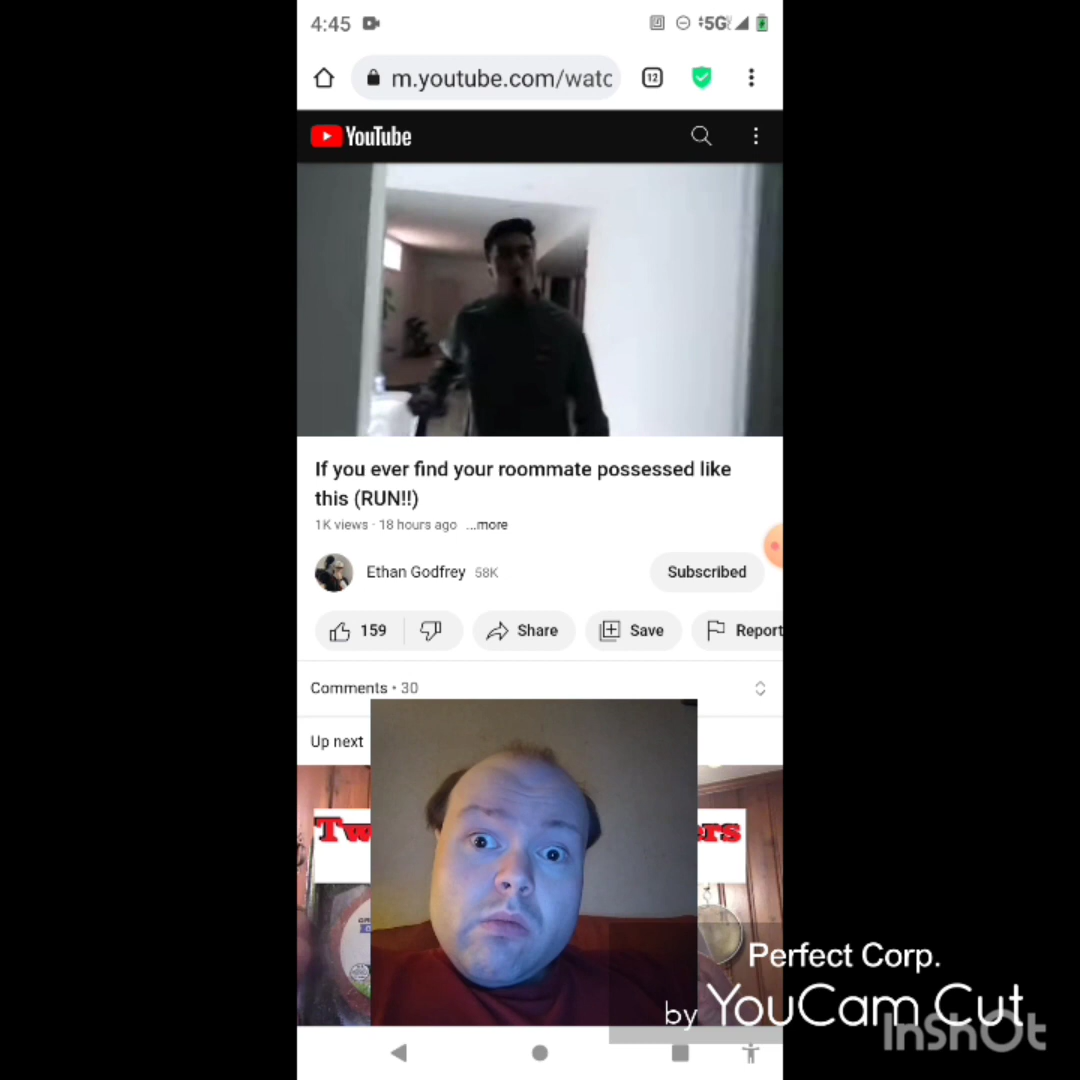 4:45
5G
m.youtube.com/watc
12
YouTube
If you ever find your roommate possessed like
this (RUN!!)
1K views · 18 hours ago ...more
Ethan Godfrey 58K
Subscribed
159
Share
Save
Report
Comments • 30
Up next
Tw
ers
Perfect Corp.
by YouCam Cut
InShOt